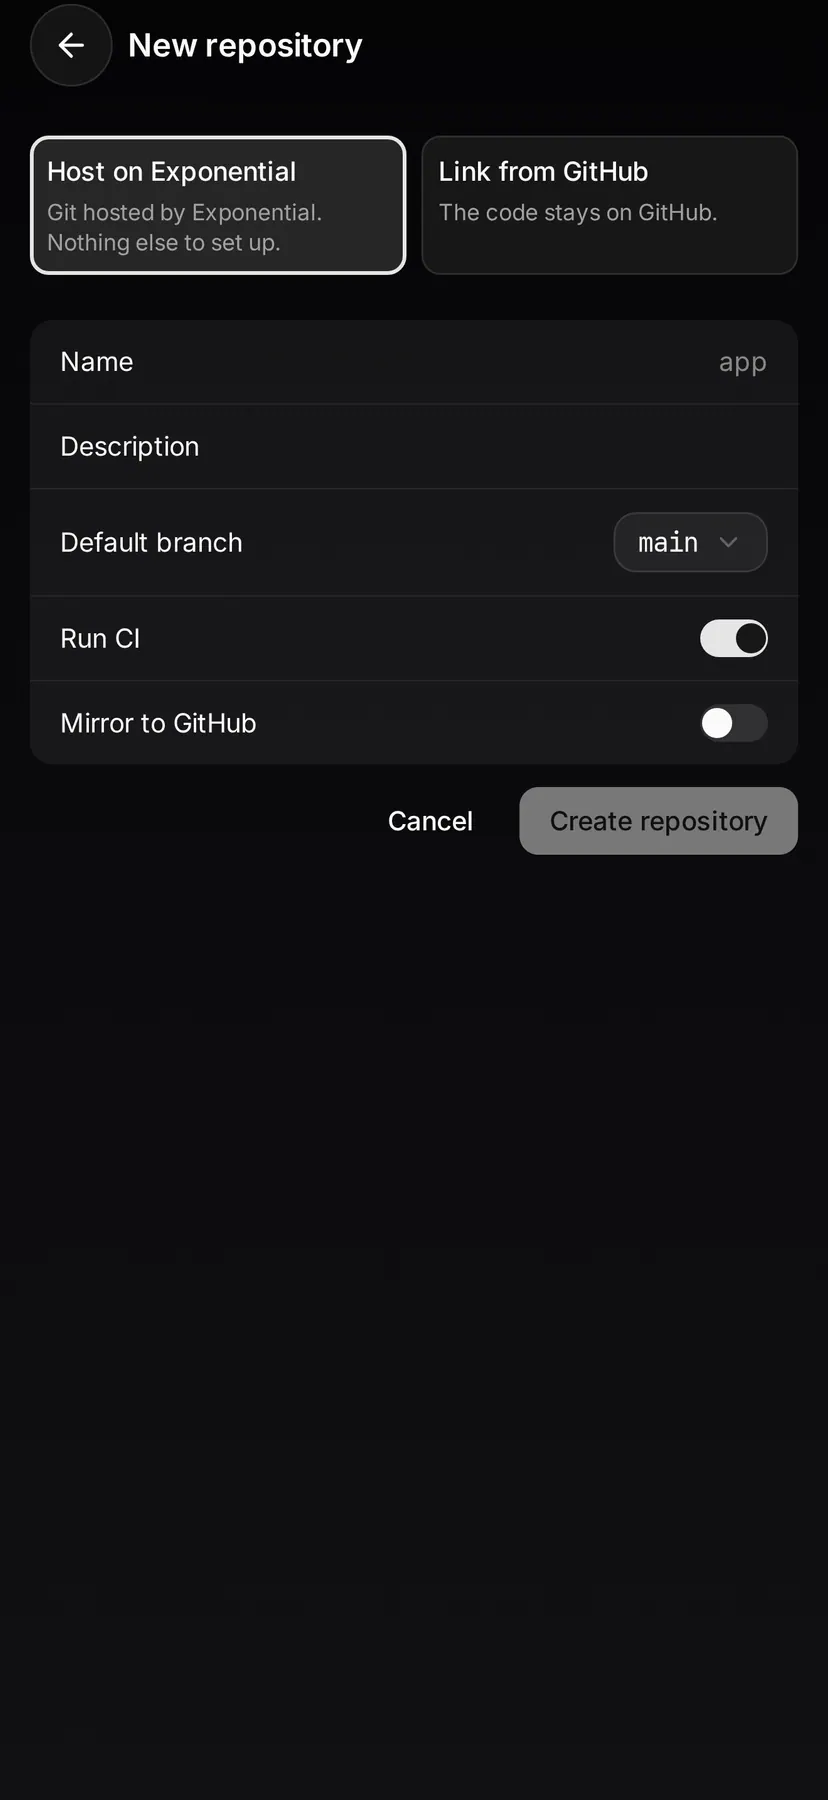 New repository
Host on Exponential
Git hosted by Exponential.
Nothing else to set up.
Link from GitHub
The code stays on GitHub.
Name
app
Description
Default branch
main
Run CI
Mirror to GitHub
Cancel
Create repository